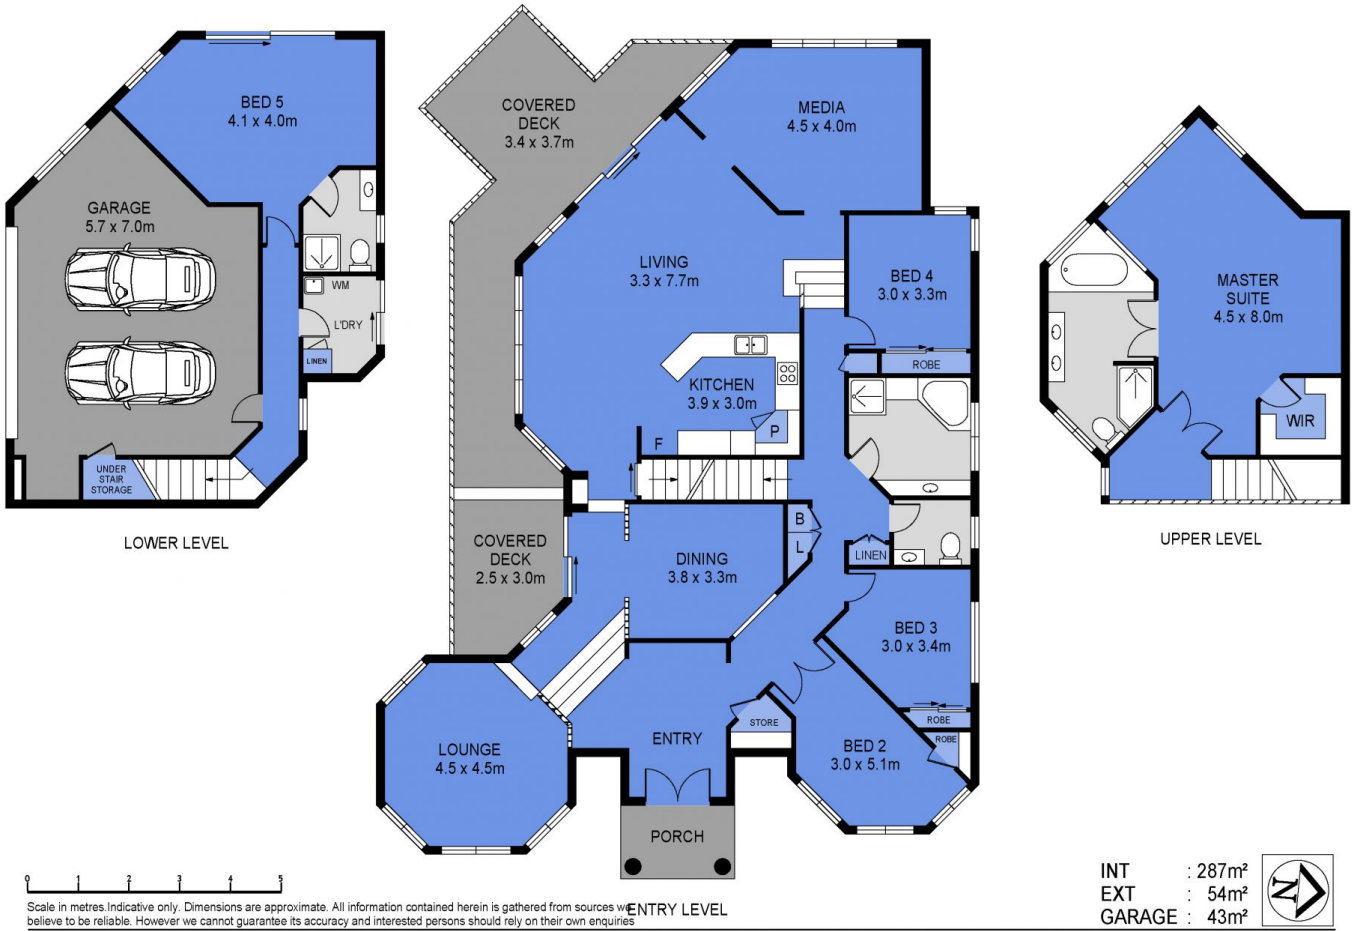 BED 5
4.1 x 4.0m
GARAGE
5.7 x 7.0m
WM
L'DRY
LINEN
UNDER
STAIR
STORAGE
LOWER LEVEL
COVERED
DECK
3.4 x 3.7m
MEDIA
4.5 x 4.0m
LIVING
3.3 x 7.7m
BED 4
3.0 x 3.3m
ROBE
KITCHEN
3.9 x 3.0m
P
F
COVERED
DECK
2.5 x 3.0m
DINING
3.8 x 3.3m
B
L
LINEN
BED 3
3.0 x 3.4m
ROBE
ROBE
STORE
ENTRY
BED 2
3.0 x 5.1m
LOUNGE
4.5 x 4.5m
PORCH
ENTRY LEVEL
MASTER
SUITE
4.5 x 8.0m
WIR
UPPER LEVEL
0 1 2 3 4 5
Scale in metres.Indicative only. Dimensions are approximate. All information contained herein is gathered from sources we
believe to be reliable. However we cannot guarantee its accuracy and interested persons should rely on their own enquiries
INT : 287m²
EXT : 54m²
GARAGE : 43m²
N